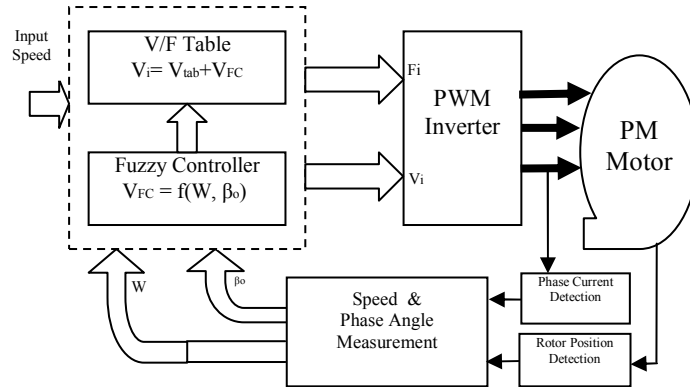 Input
Speed
V/F Table
Vi= Vtab+VFC
Fuzzy Controller
VFC = f(W, βo)
Fi
Vi
PWM
Inverter
PM
Motor
W
βo
Speed & 
Phase Angle
Measurement
Phase Current
Detection
Rotor Position
Detection